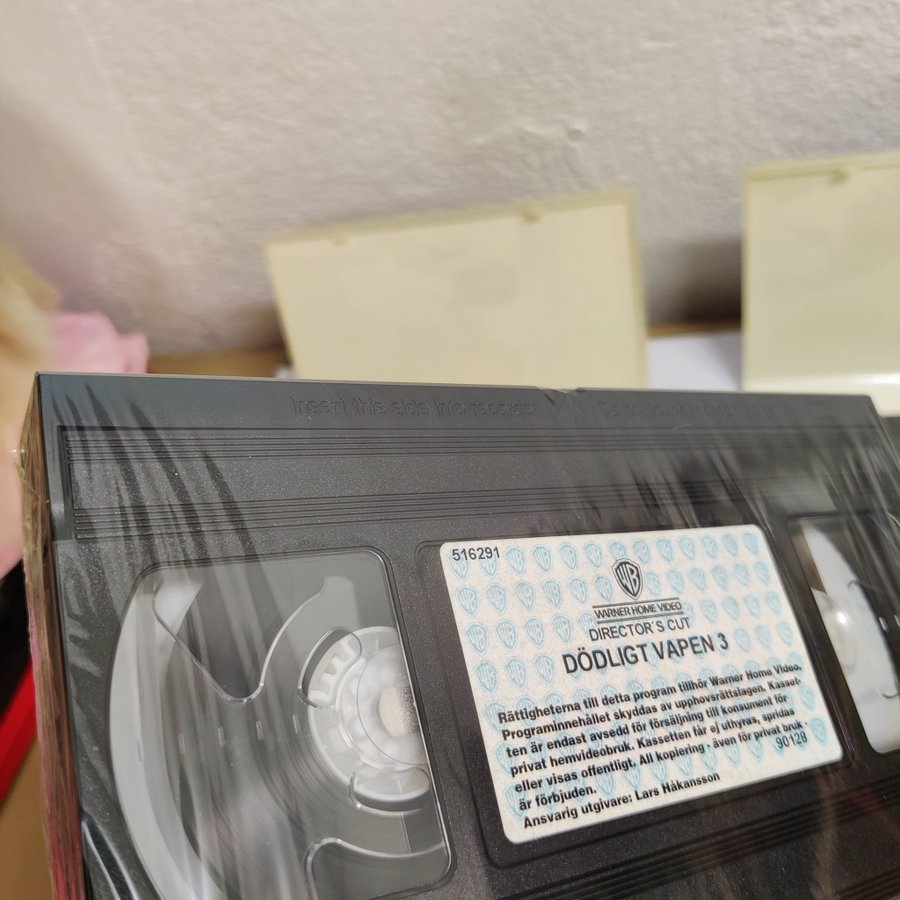 Insert this side into recorder
516291
WB
WARNER HOME VIDEO
DIRECTOR'S CUT
DÖDLIGT VAPEN 3
Rättigheterna till detta program tillhör Warner Home Video.
Programinnehållet skyddas av upphovsrättslagen. Kasset-
ten är endast avsedd för försäljning till konsument för
privat hemvideobruk. Kassetten får ej uthyras, spridas
eller visas offentligt. All kopiering - även för privat bruk -
är förbjuden.
90128
Ansvarig utgivare: Lars Håkansson